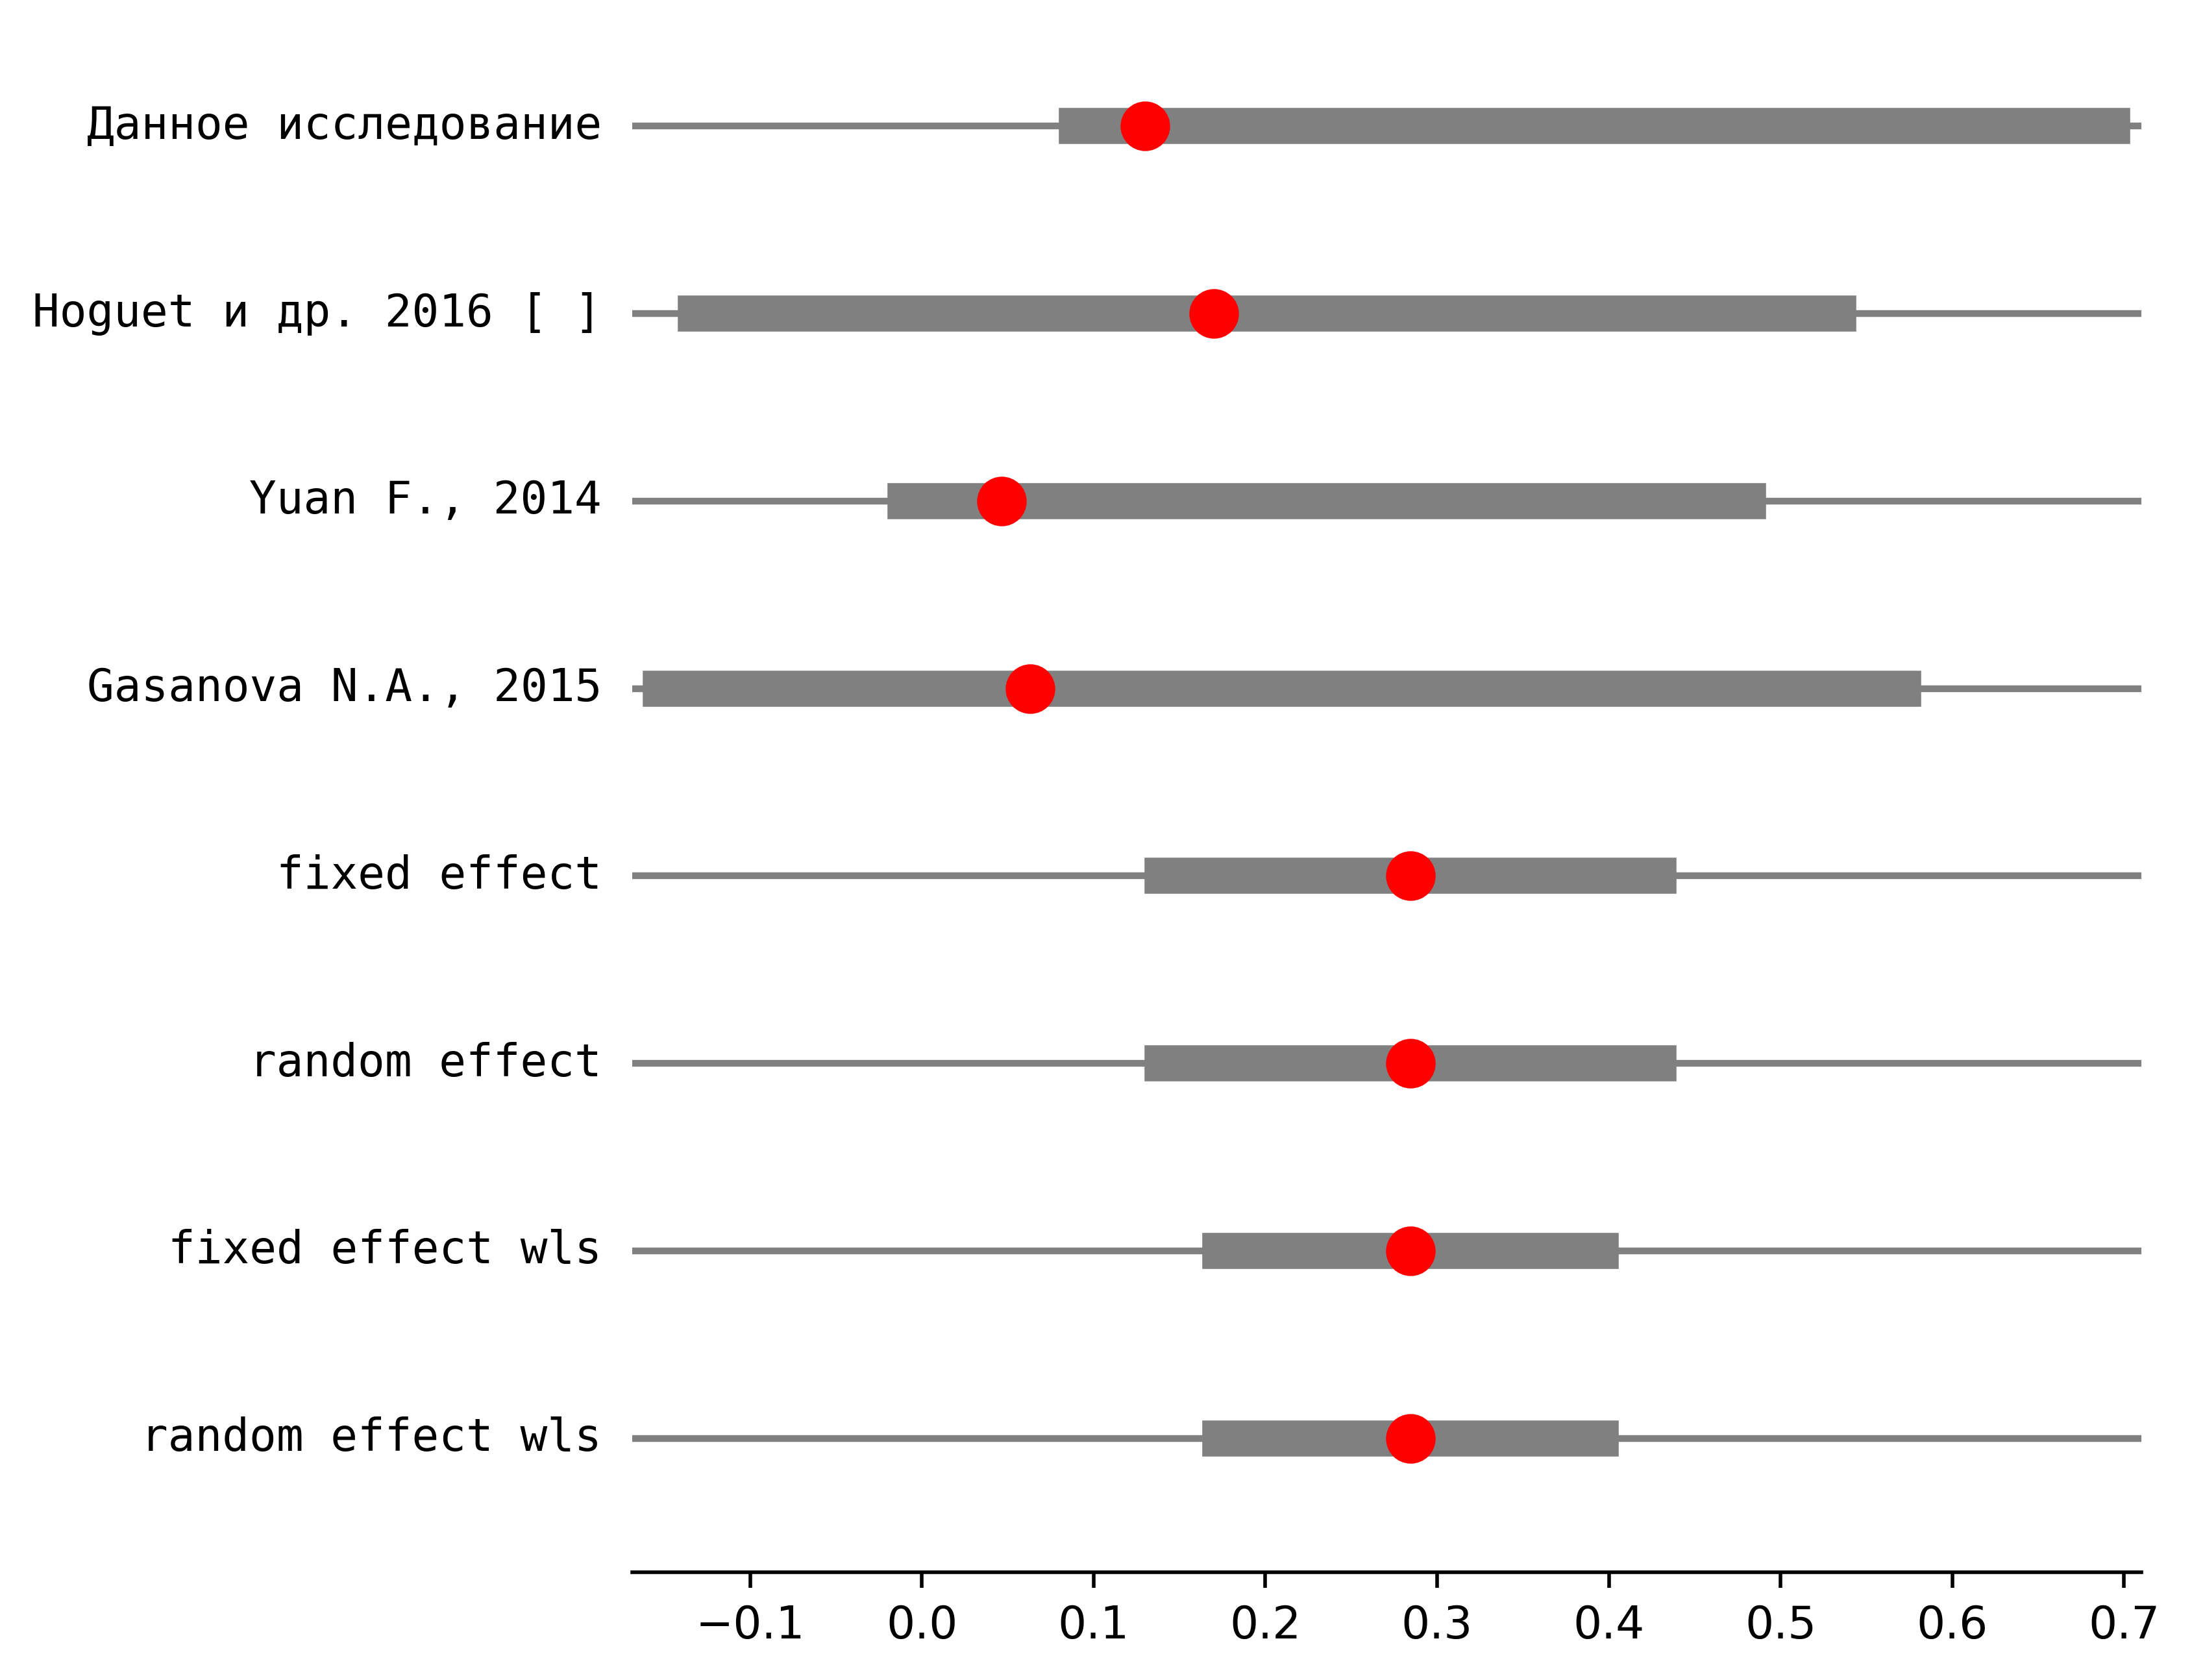 Данное исследование
Hoguet и др. 2016 [ ]
Yuan F., 2014
Gasanova N.A., 2015
fixed effect
random effect
fixed effect wls
random effect wls
−0.1 0.0 0.1 0.2 0.3 0.4 0.5 0.6 0.7